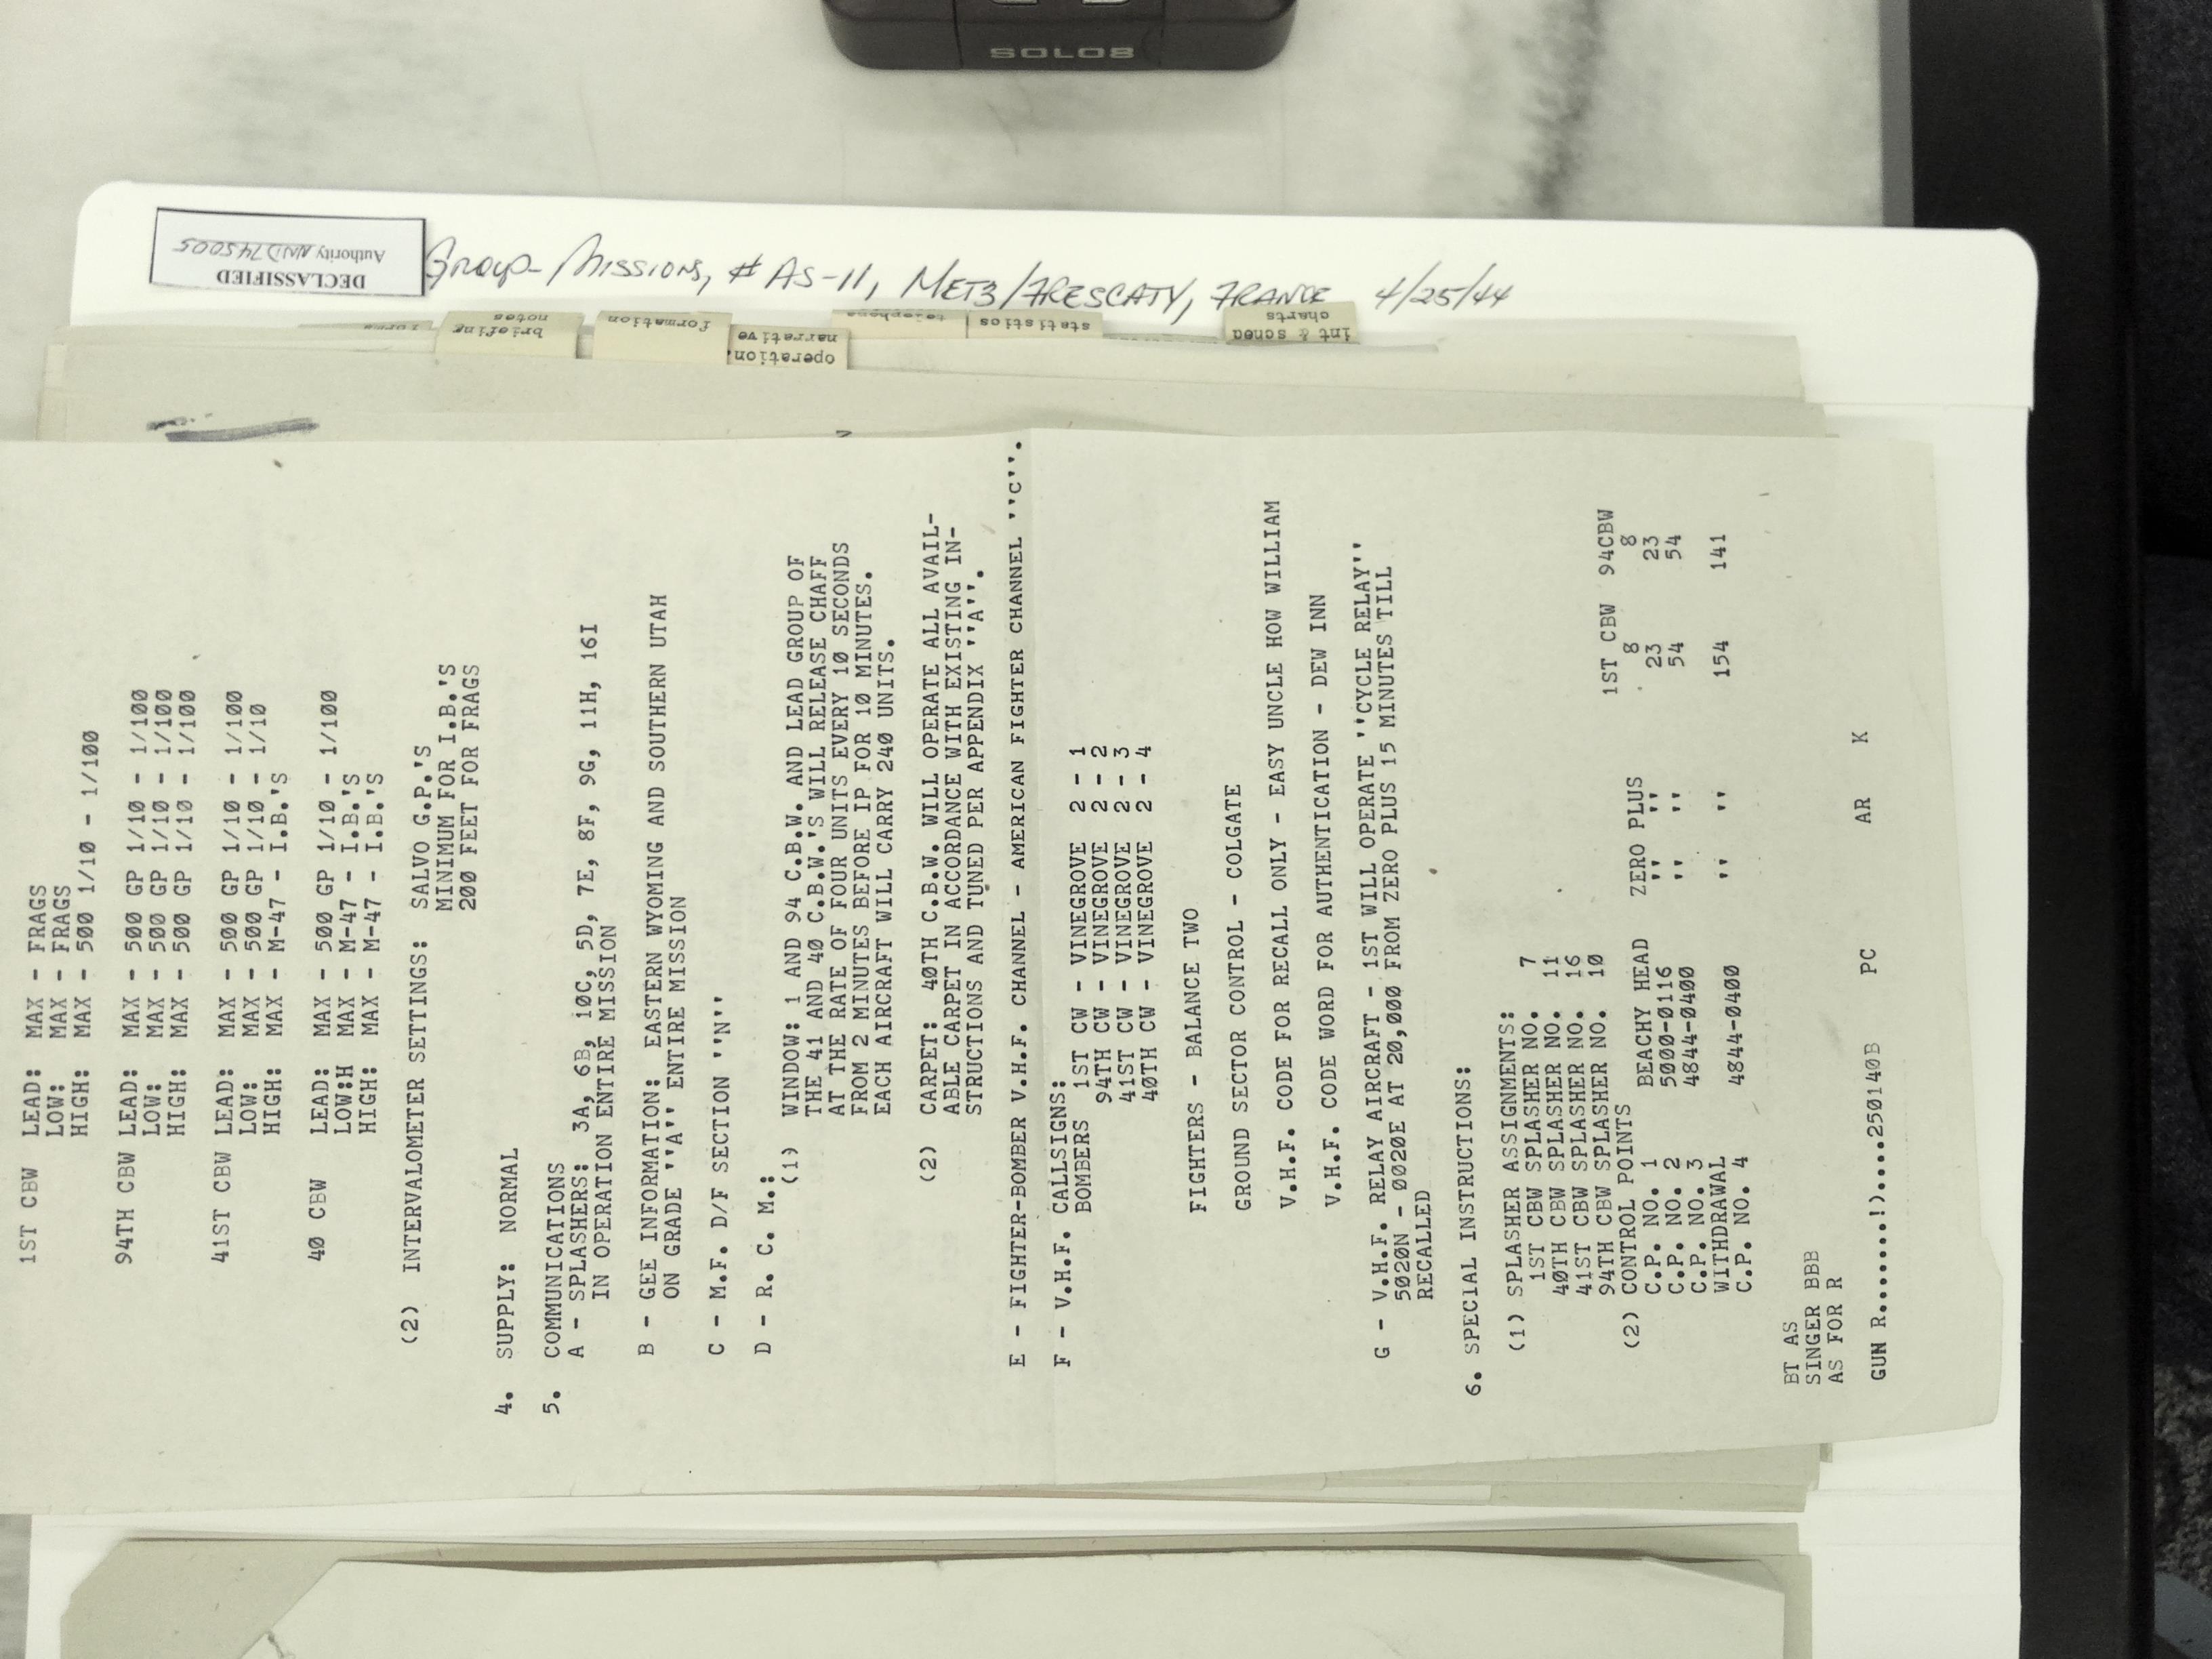 SOLO8
DECLASSIFIED
Authority NND745005
Group-Missions, # AS-11, METZ/FRESCATY, FRANCE 4/25/44
briefing
notes
formation
operation.
narrative
telephone
statistics
int & sched
charts
1ST CBW LEAD: MAX - FRAGS
LOW: MAX - FRAGS
HIGH: MAX - 500 1/10 - 1/100
94TH CBW LEAD: MAX - 500 GP 1/10 - 1/100
LOW: MAX - 500 GP 1/10 - 1/100
HIGH: MAX - 500 GP 1/10 - 1/100
41ST CBW LEAD: MAX - 500 GP 1/10 - 1/100
LOW: MAX - 500 GP 1/10 - 1/10
HIGH: MAX - M-47 - I.B.'S
40 CBW LEAD: MAX - 500 GP 1/10 - 1/100
LOW:H MAX - M-47 - I.B.'S
HIGH: MAX - M-47 - I.B.'S
(2) INTERVALOMETER SETTINGS: SALVO G.P.'S
MINIMUM FOR I.B.'S
200 FEET FOR FRAGS
4. SUPPLY: NORMAL
5. COMMUNICATIONS
A - SPLASHERS: 3A, 6B, 10C, 5D, 7E, 8F, 9G, 11H, 16I
IN OPERATION ENTIRE MISSION
B - GEE INFORMATION: EASTERN WYOMING AND SOUTHERN UTAH
ON GRADE ''A'' ENTIRE MISSION
C - M.F. D/F SECTION ''N''
D - R. C. M.:
(1) WINDOW: 1 AND 94 C.B.W. AND LEAD GROUP OF
THE 41 AND 40 C.B.W.'S WILL RELEASE CHAFF
AT THE RATE OF FOUR UNITS EVERY 10 SECONDS
FROM 2 MINUTES BEFORE IP FOR 10 MINUTES.
EACH AIRCRAFT WILL CARRY 240 UNITS.
(2) CARPET: 40TH C.B.W. WILL OPERATE ALL AVAIL-
ABLE CARPET IN ACCORDANCE WITH EXISTING IN-
STRUCTIONS AND TUNED PER APPENDIX ''A''.
E - FIGHTER-BOMBER V.H.F. CHANNEL - AMERICAN FIGHTER CHANNEL ''C''.
F - V.H.F. CALLSIGNS:
BOMBERS 1ST CW - VINEGROVE 2 - 1
94TH CW - VINEGROVE 2 - 2
41ST CW - VINEGROVE 2 - 3
40TH CW - VINEGROVE 2 - 4
FIGHTERS - BALANCE TWO
GROUND SECTOR CONTROL - COLGATE
V.H.F. CODE FOR RECALL ONLY - EASY UNCLE HOW WILLIAM
V.H.F. CODE WORD FOR AUTHENTICATION - DEW INN
G - V.H.F. RELAY AIRCRAFT - 1ST WILL OPERATE ''CYCLE RELAY''
5020N - 0020E AT 20,000 FROM ZERO PLUS 15 MINUTES TILL
RECALLED
6. SPECIAL INSTRUCTIONS:
(1) SPLASHER ASSIGNMENTS:
1ST CBW SPLASHER NO. 7
40TH CBW SPLASHER NO. 11
41ST CBW SPLASHER NO. 16
94TH CBW SPLASHER NO. 10
(2) CONTROL POINTS 1ST CBW 94CBW
C.P. NO. 1 BEACHY HEAD ZERO PLUS 8 8
C.P. NO. 2 5000-0116 '' '' 23 23
C.P. NO. 3 4844-0400 '' '' 54 54
WITHDRAWAL
C.P. NO. 4 4844-0400 '' '' 154 141
BT AS
SINGER BBB
AS FOR R
GUN R........!)....250140B PC AR K